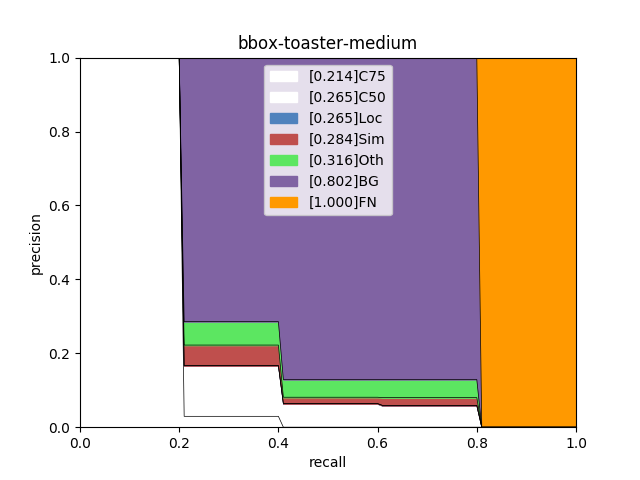 bbox-toaster-medium
1.0
0.8
0.6
0.4
0.2
0.0
precision
[0.214]C75
[0.265]C50
[0.265]Loc
[0.284]Sim
[0.316]Oth
[0.802]BG
[1.000]FN
0.0 0.2 0.4 0.6 0.8 1.0
recall